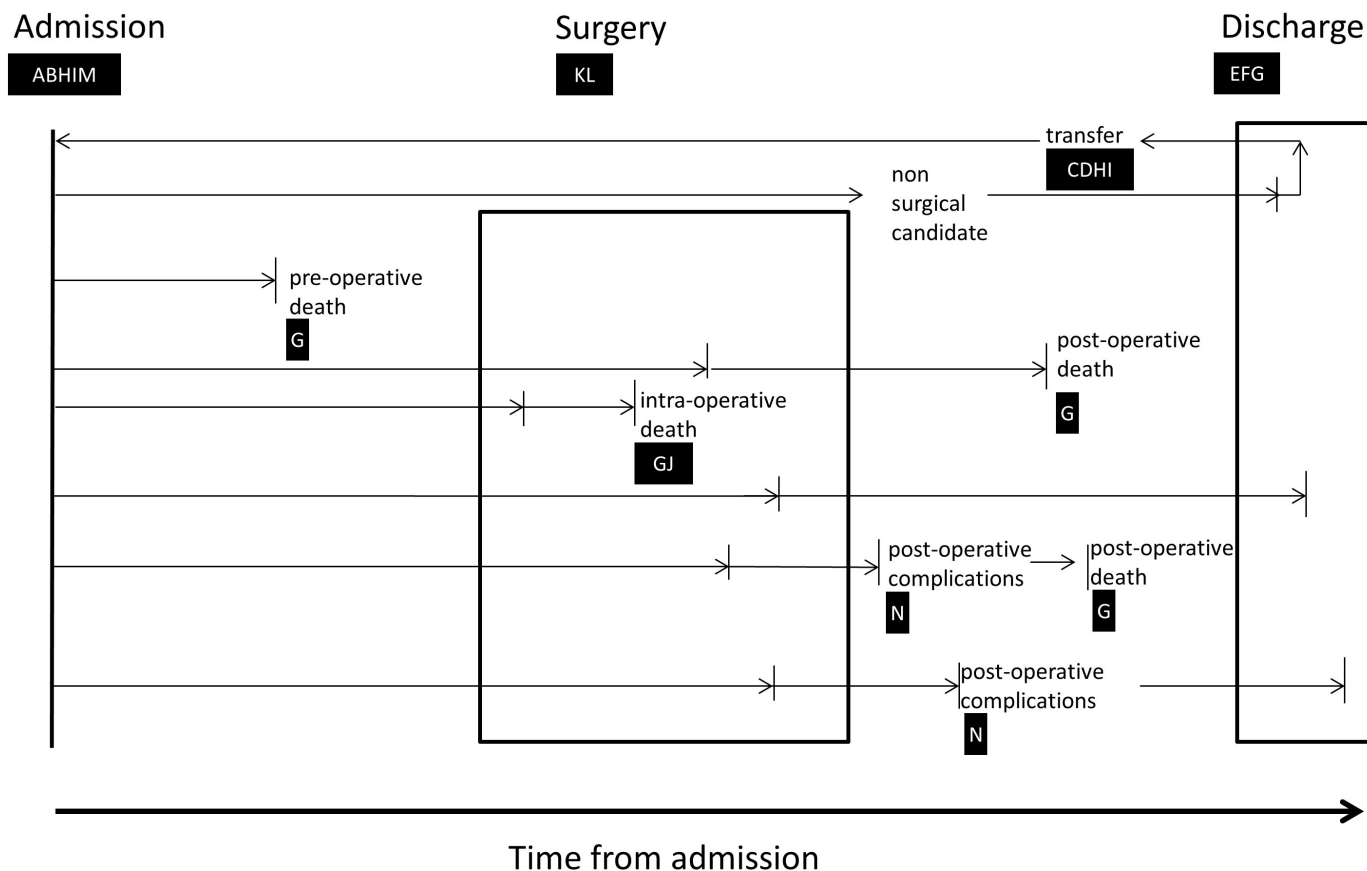 Admission
ABHIM
Surgery
KL
Discharge
EFG
transfer
CDHI
non
surgical
candidate
pre-operative
death
G
post-operative
death
G
intra-operative
death
GJ
post-operative
complications
N
post-operative
death
G
post-operative
complications
N
Time from admission